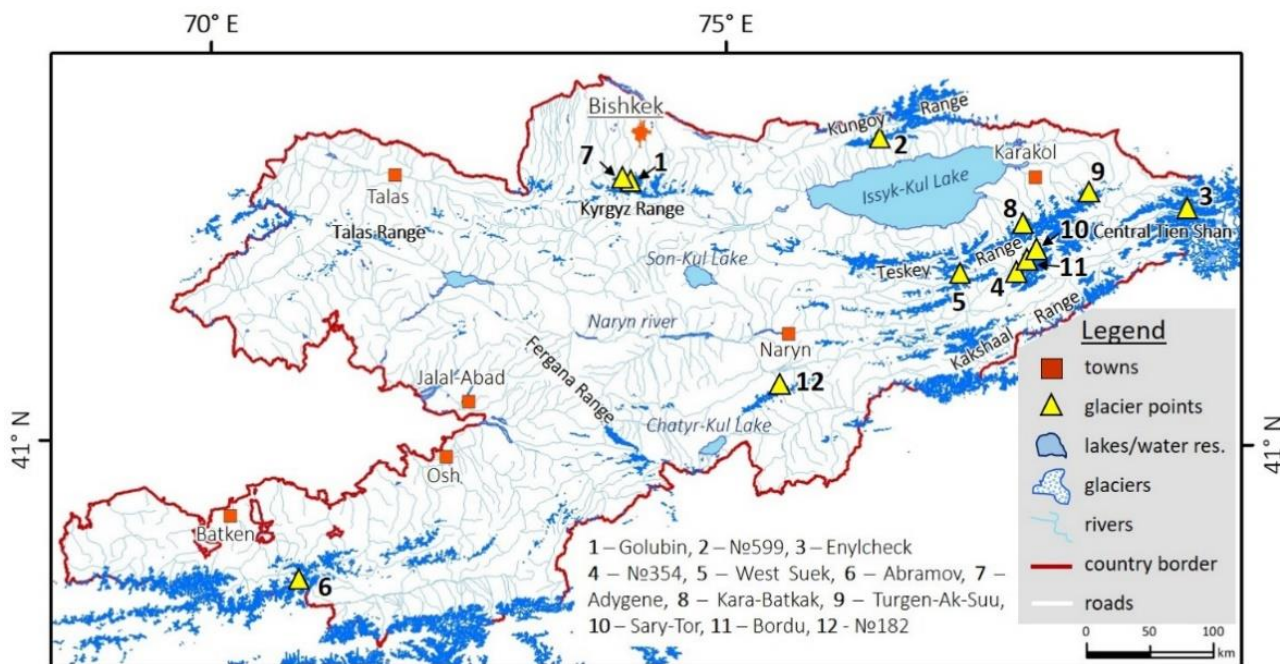 70° E
75° E
Bishkek
Kungoy Range
2
Karakol
7
1
Talas
Issyk-Kul Lake
9
3
Kyrgyz Range
8
10
Talas Range
Central Tien Shan
Son-Kul Lake
Teskey Range
11
5
4
Naryn river
Naryn
Kakshaal Range
Fergana Range
Jalal-Abad
12
Chatyr-Kul Lake
41° N
41° N
Osh
Batken
6
Legend
towns
glacier points
lakes/water res.
glaciers
rivers
country border
roads
0 50 100
km
1 – Golubin, 2 – №599, 3 – Enylcheck
4 – №354, 5 – West Suek, 6 – Abramov, 7 –
Adygene, 8 – Kara-Batkak, 9 – Turgen-Ak-Suu,
10 – Sary-Tor, 11 – Bordu, 12 - №182